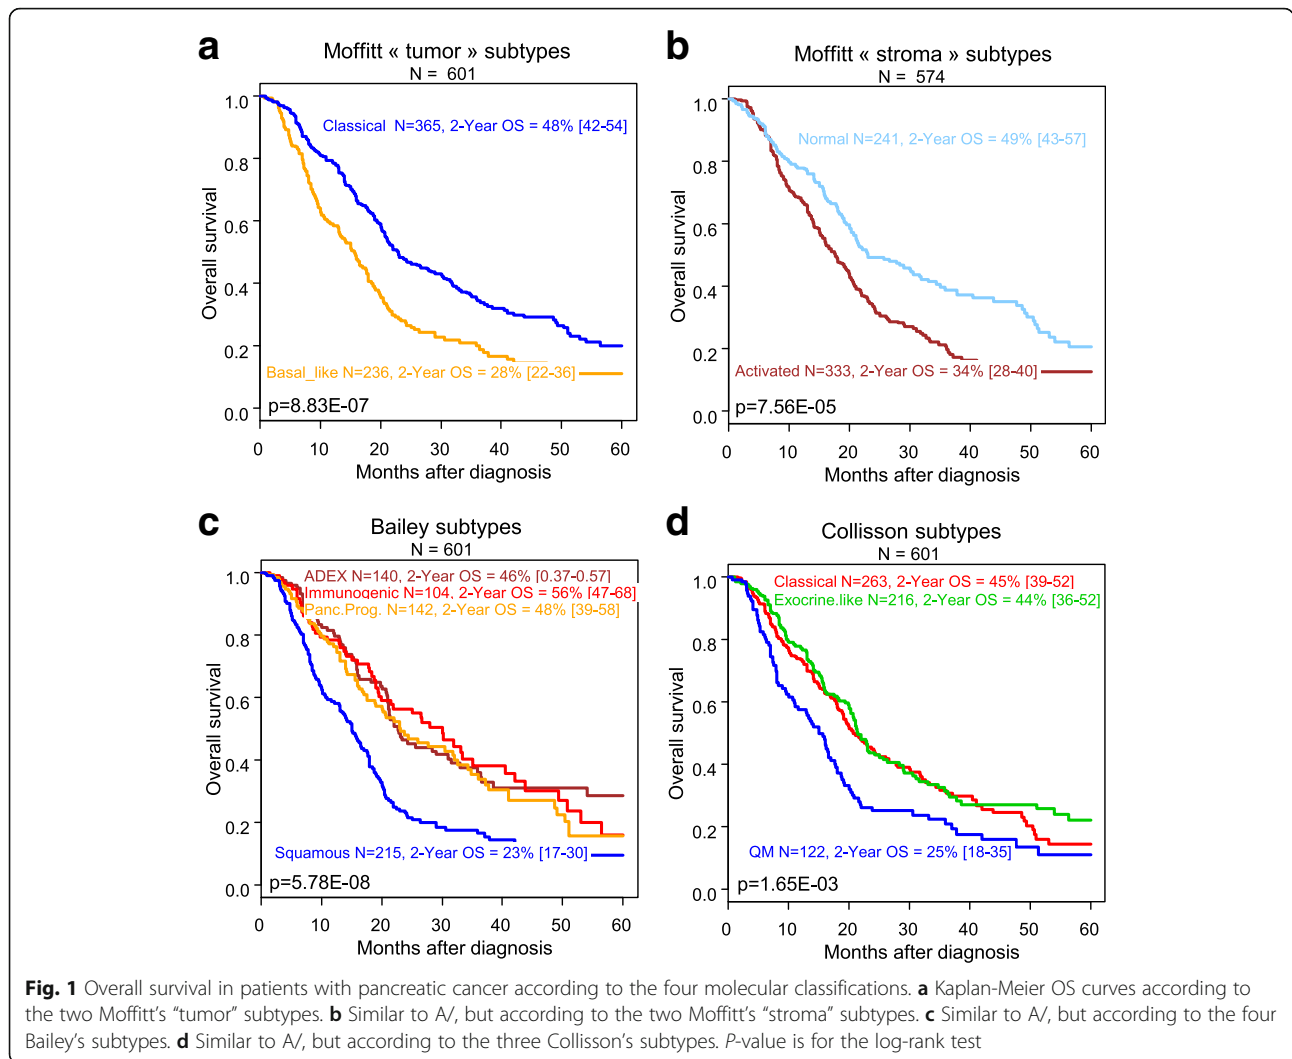 a
Moffitt « tumor » subtypes
N = 601
Overall survival
1.0
0.8
0.6
0.4
0.2
0.0
Classical N=365, 2-Year OS = 48% [42-54]
Basal_like N=236, 2-Year OS = 28% [22-36]
p=8.83E-07
0 10 20 30 40 50 60
Months after diagnosis
b
Moffitt « stroma » subtypes
N = 574
Overall survival
1.0
0.8
0.6
0.4
0.2
0.0
Normal N=241, 2-Year OS = 49% [43-57]
Activated N=333, 2-Year OS = 34% [28-40]
p=7.56E-05
0 10 20 30 40 50 60
Months after diagnosis
c
Bailey subtypes
N = 601
Overall survival
1.0
0.8
0.6
0.4
0.2
0.0
ADEX N=140, 2-Year OS = 46% [0.37-0.57]
Immunogenic N=104, 2-Year OS = 56% [47-68]
Panc.Prog. N=142, 2-Year OS = 48% [39-58]
Squamous N=215, 2-Year OS = 23% [17-30]
p=5.78E-08
0 10 20 30 40 50 60
Months after diagnosis
d
Collisson subtypes
N = 601
Overall survival
1.0
0.8
0.6
0.4
0.2
0.0
Classical N=263, 2-Year OS = 45% [39-52]
Exocrine.like N=216, 2-Year OS = 44% [36-52]
QM N=122, 2-Year OS = 25% [18-35]
p=1.65E-03
0 10 20 30 40 50 60
Months after diagnosis
Fig. 1 Overall survival in patients with pancreatic cancer according to the four molecular classifications. a Kaplan-Meier OS curves according to
the two Moffitt's “tumor” subtypes. b Similar to A/, but according to the two Moffitt's “stroma” subtypes. c Similar to A/, but according to the four
Bailey's subtypes. d Similar to A/, but according to the three Collisson's subtypes. P-value is for the log-rank test